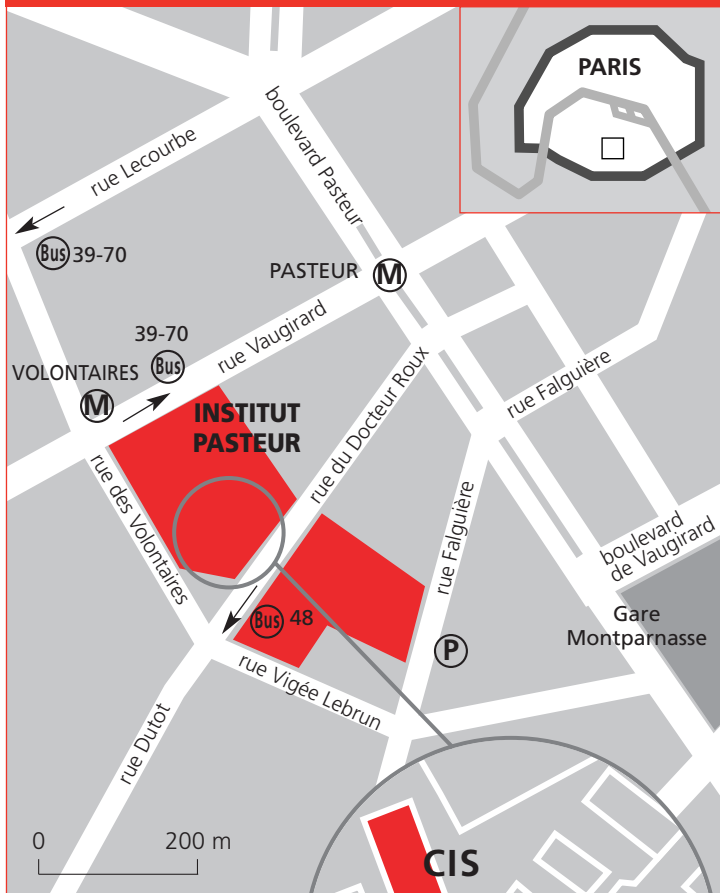 PARIS
boulevard Pasteur
rue Lecourbe
Bus 39-70
PASTEUR M
39-70
Bus
rue Vaugirard
VOLONTAIRES
M
INSTITUT
PASTEUR
rue du Docteur Roux
rue Falguière
rue des Volontaires
rue Falguière
boulevard
de Vaugirard
Gare
Montparnasse
Bus 48
P
rue Vigée Lebrun
rue Dutot
0 200 m
CIS